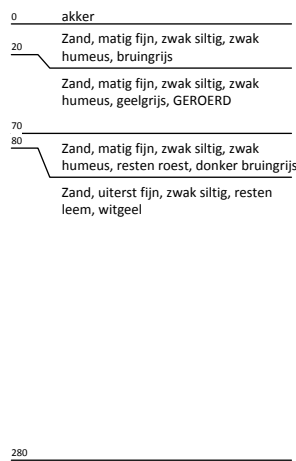 0 akker
Zand, matig fijn, zwak siltig, zwak
20
humeus, bruingrijs
Zand, matig fijn, zwak siltig, zwak
humeus, geelgrijs, GEROERD
70
80
Zand, matig fijn, zwak siltig, zwak
humeus, resten roest, donker bruingrijs
Zand, uiterst fijn, zwak siltig, resten
leem, witgeel
280